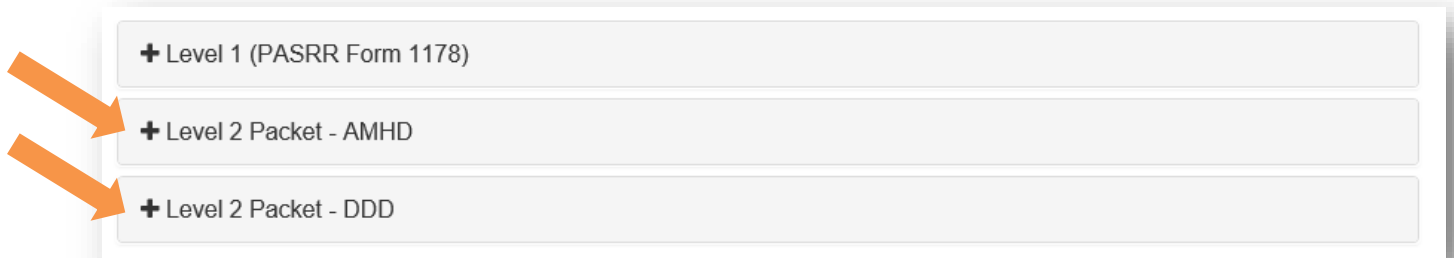 Level 1 (PASRR Form 1178)
Level 2 Packet - AMHD
Level 2 Packet - DDD